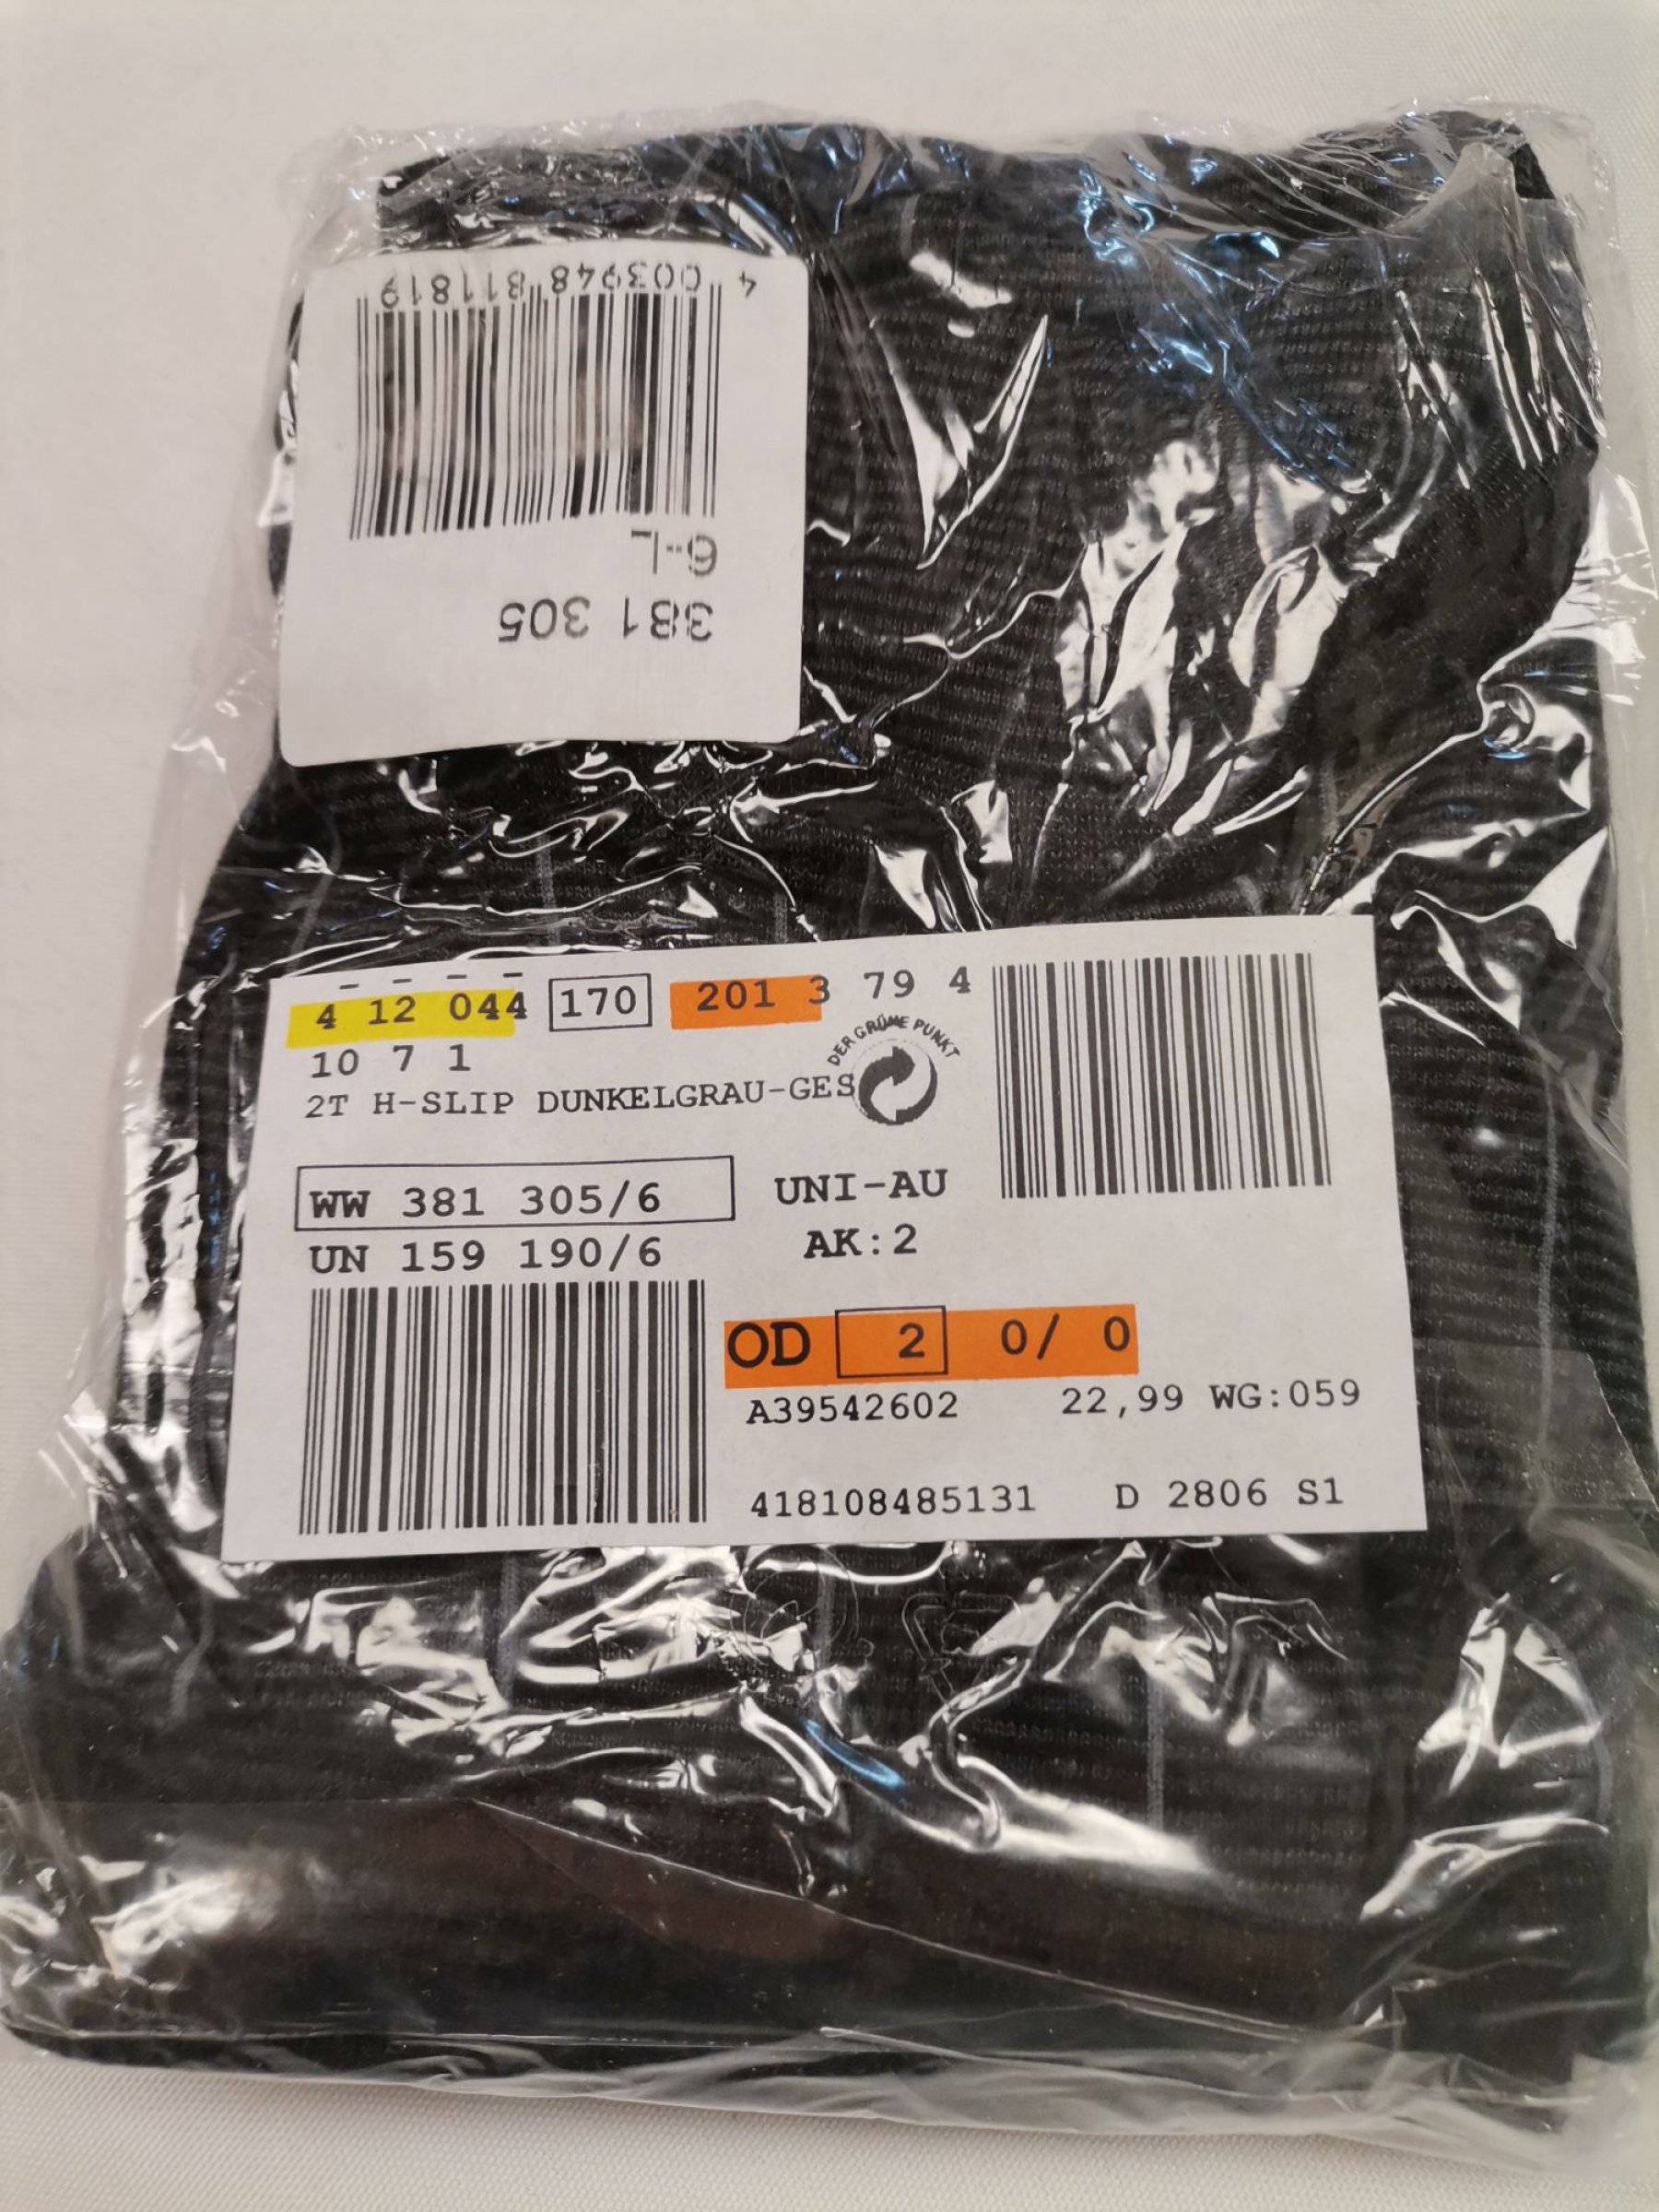 4 003948 811819
6--L
381 305
4 12 044 170 201 3 79 4
10 7 1
DER GRÜNE PUNKT
2T H-SLIP DUNKELGRAU-GES
WW 381 305/6
UNI-AU
UN 159 190/6
AK:2
OD 2 0/ 0
A39542602 22,99 WG:059
418108485131 D 2806 S1